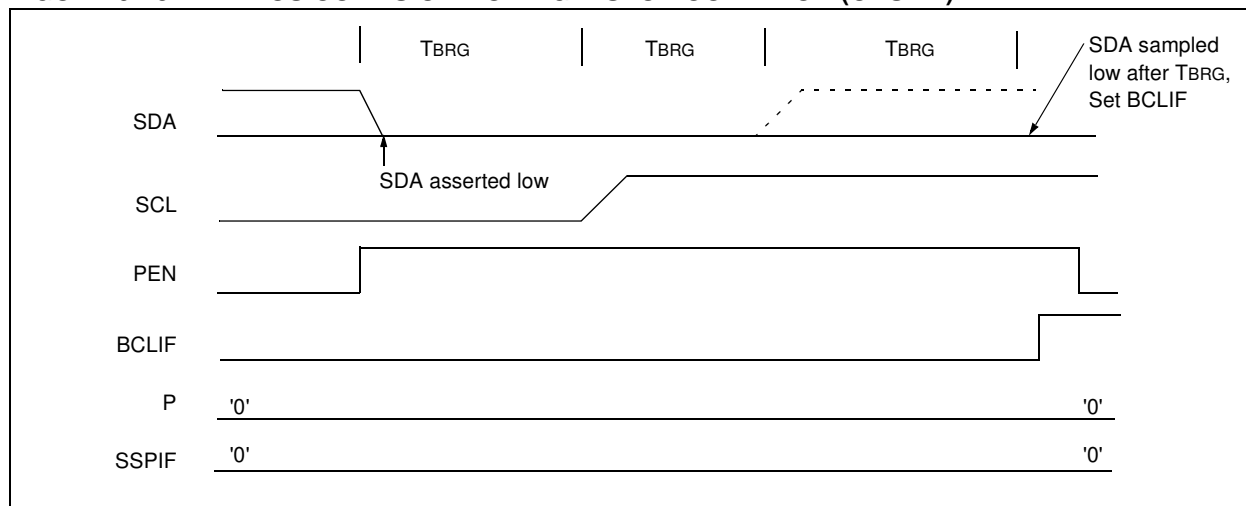 TBRG TBRG TBRG
SDA sampled
low after TBRG,
Set BCLIF
SDA
SDA asserted low
SCL
PEN
BCLIF
P '0' '0'
SSPIF '0' '0'